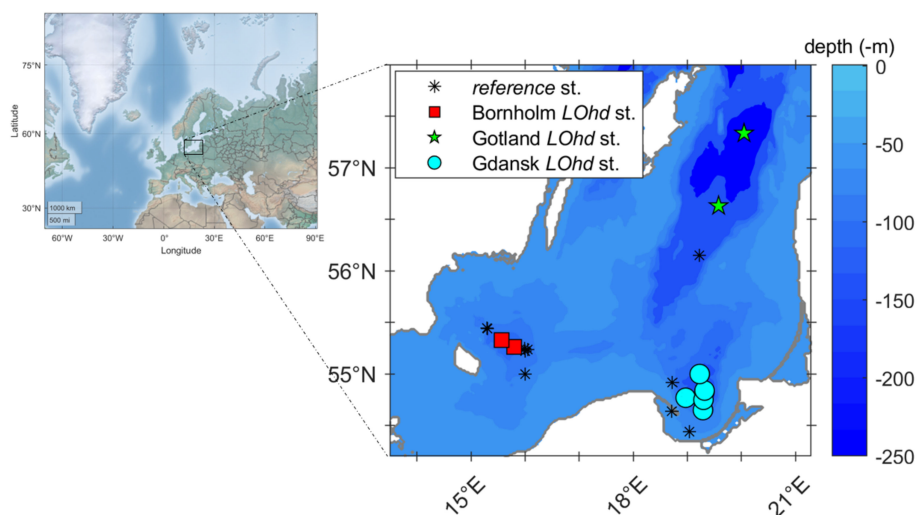 75°N
60°N
45°N
30°N
Latitude
1000 km
500 mi
60°W
30°W
0°
30°E
60°E
90°E
Longitude
reference st.
Bornholm LOhd st.
Gotland LOhd st.
Gdansk LOhd st.
57°N
56°N
55°N
15°E
18°E
21°E
depth (-m)
0
-50
-100
-150
-200
-250